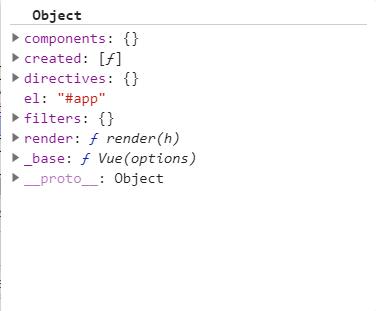 Object
components: {}
created: [ƒ]
directives: {}
el: "#app"
filters: {}
render: ƒ render(h)
_base: ƒ Vue(options)
__proto__: Object